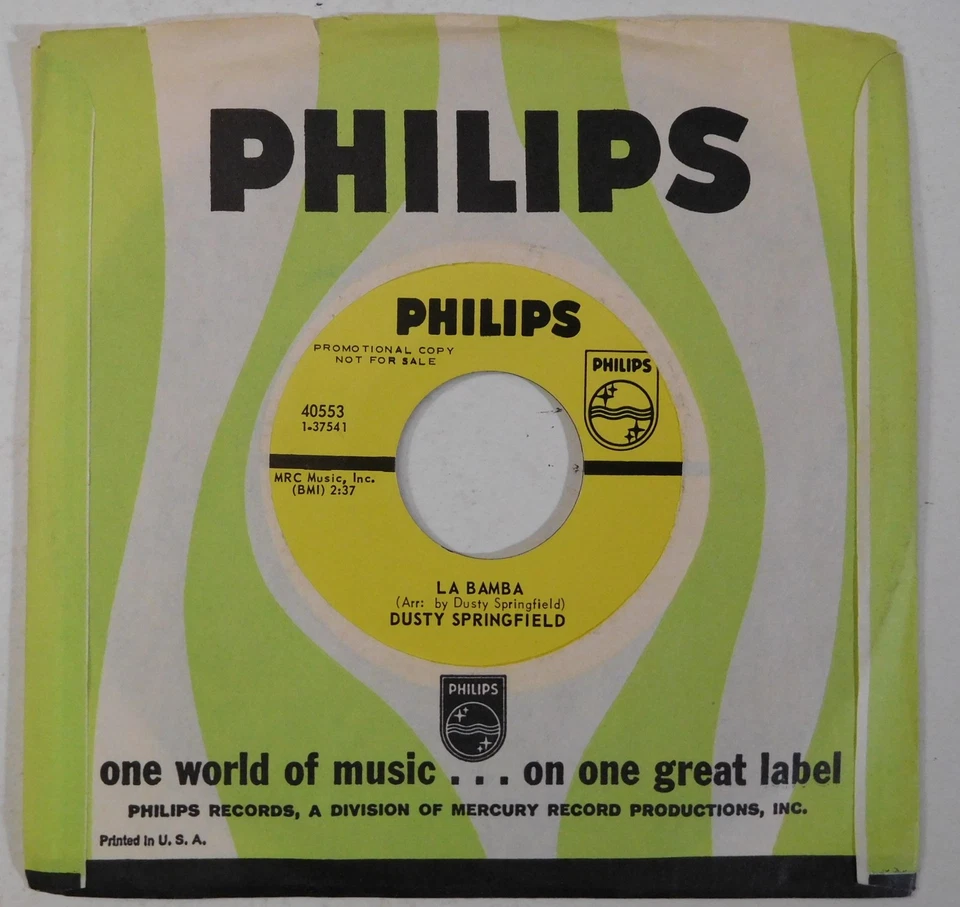 PHILIPS
PHILIPS
PROMOTIONAL COPY
NOT FOR SALE
PHILIPS
40553
1-37541
MRC Music, Inc.
(BMI) 2:37
LA BAMBA
(Arr: by Dusty Springfield)
DUSTY SPRINGFIELD
PHILIPS
one world of music . . . on one great label
PHILIPS RECORDS, A DIVISION OF MERCURY RECORD PRODUCTIONS, INC.
Printed in U. S. A.